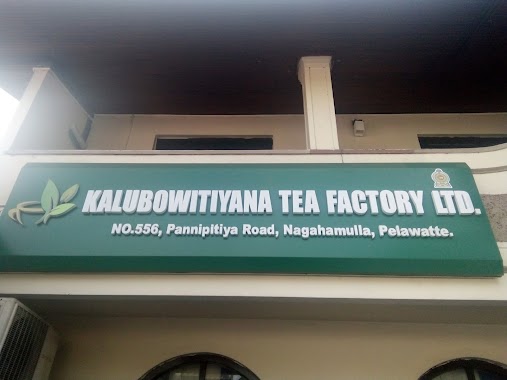 KALUBOWITIYANA TEA FACTORY LTD.
NO.556, Pannipitiya Road, Nagahamulla, Pelawatte.